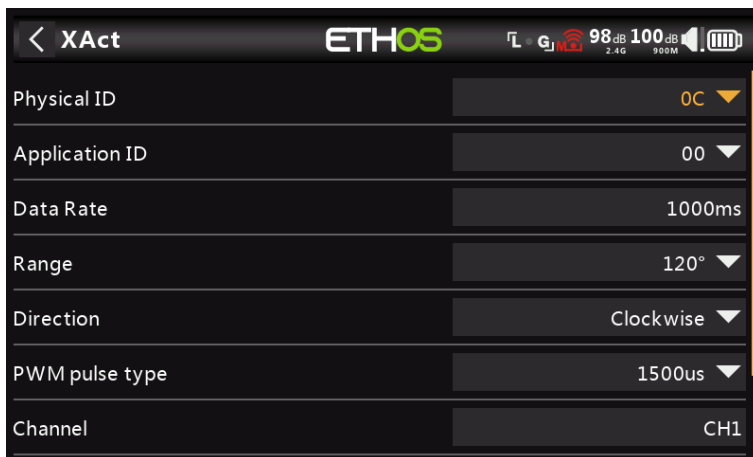 XAct ETHOS L G M 98dB 2.4G 100dB 900M
Physical ID 0C
Application ID 00
Data Rate 1000ms
Range 120°
Direction Clockwise
PWM pulse type 1500us
Channel CH1